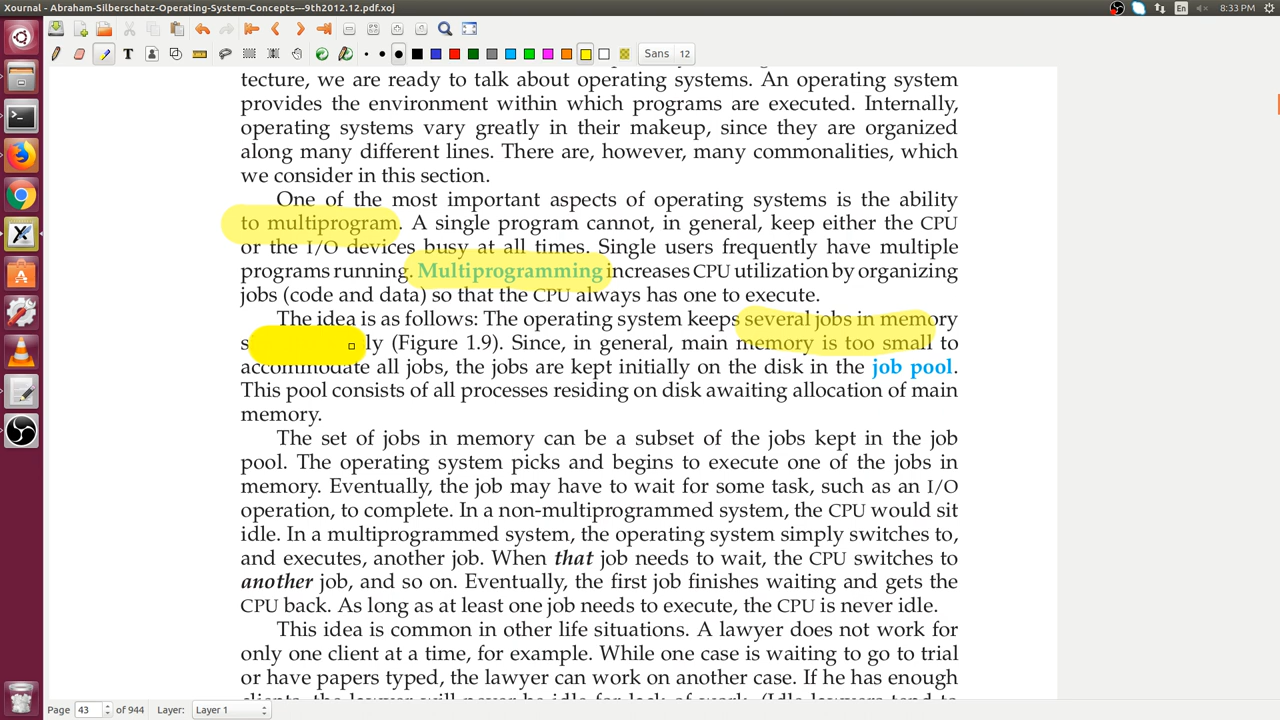 Xournal - Abraham-Silberschatz-Operating-System-Concepts---9th2012.12.pdf.xoj
En
8:33 PM
T
Sans 12
tecture, we are ready to talk about operating systems. An operating system
provides the environment within which programs are executed. Internally,
operating systems vary greatly in their makeup, since they are organized
along many different lines. There are, however, many commonalities, which
we consider in this section.
One of the most important aspects of operating systems is the ability
to multiprogram. A single program cannot, in general, keep either the CPU
or the I/O devices busy at all times. Single users frequently have multiple
programs running. Multiprogramming increases CPU utilization by organizing
jobs (code and data) so that the CPU always has one to execute.
The idea is as follows: The operating system keeps several jobs in memory
s ly (Figure 1.9). Since, in general, main memory is too small to
accommodate all jobs, the jobs are kept initially on the disk in the job pool.
This pool consists of all processes residing on disk awaiting allocation of main
memory.
The set of jobs in memory can be a subset of the jobs kept in the job
pool. The operating system picks and begins to execute one of the jobs in
memory. Eventually, the job may have to wait for some task, such as an I/O
operation, to complete. In a non-multiprogrammed system, the CPU would sit
idle. In a multiprogrammed system, the operating system simply switches to,
and executes, another job. When that job needs to wait, the CPU switches to
another job, and so on. Eventually, the first job finishes waiting and gets the
CPU back. As long as at least one job needs to execute, the CPU is never idle.
This idea is common in other life situations. A lawyer does not work for
only one client at a time, for example. While one case is waiting to go to trial
or have papers typed, the lawyer can work on another case. If he has enough
Page 43 of 944 Layer: Layer 1